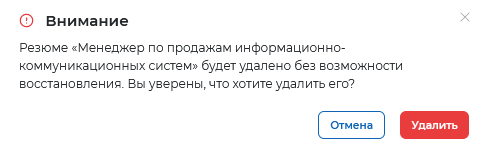 Внимание
Резюме «Менеджер по продажам информационно-
коммуникационных систем» будет удалено без возможности
восстановления. Вы уверены, что хотите удалить его?
Отмена
Удалить